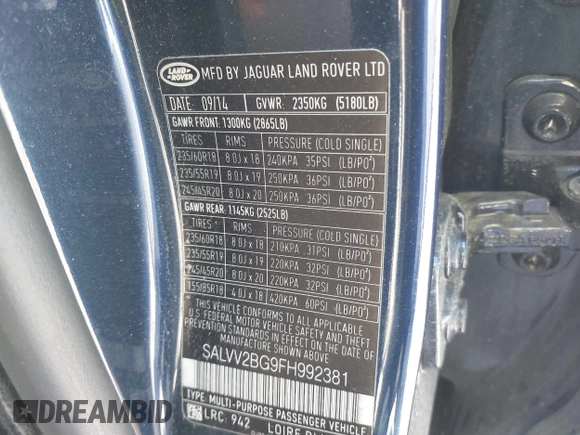 LAND ROVER MFD BY JAGUAR LAND ROVER LTD
DATE: 09/14 GVWR: 2350KG (5180LB)
GAWR FRONT: 1300KG (2865LB)
TIRES RIMS PRESSURE (COLD SINGLE)
235/60R18 8.0J x 18 240KPA 35PSI (LB/PO²)
235/55R19 8.0J x 19 250KPA 36PSI (LB/PO²)
245/45R20 8.0J x 20 250KPA 36PSI (LB/PO²)
GAWR REAR: 1145KG (2525LB)
TIRES RIMS PRESSURE (COLD SINGLE)
235/60R18 8.0J x 18 210KPA 31PSI (LB/PO²)
235/55R19 8.0J x 19 220KPA 32PSI (LB/PO²)
245/45R20 8.0J x 20 220KPA 32PSI (LB/PO²)
155/85R18 4.0J x 18 420KPA 60PSI (LB/PO²)
THIS VEHICLE CONFORMS TO ALL APPLICABLE
U.S. FEDERAL MOTOR VEHICLE SAFETY AND THEFT
PREVENTION STANDARDS IN EFFECT ON THE
DATE OF MANUFACTURE SHOWN ABOVE
SALVV2BG9FH992381
TYPE: MULTI-PURPOSE PASSENGER VEHICLE
LRC: 942 LOIRE
DREAMBID